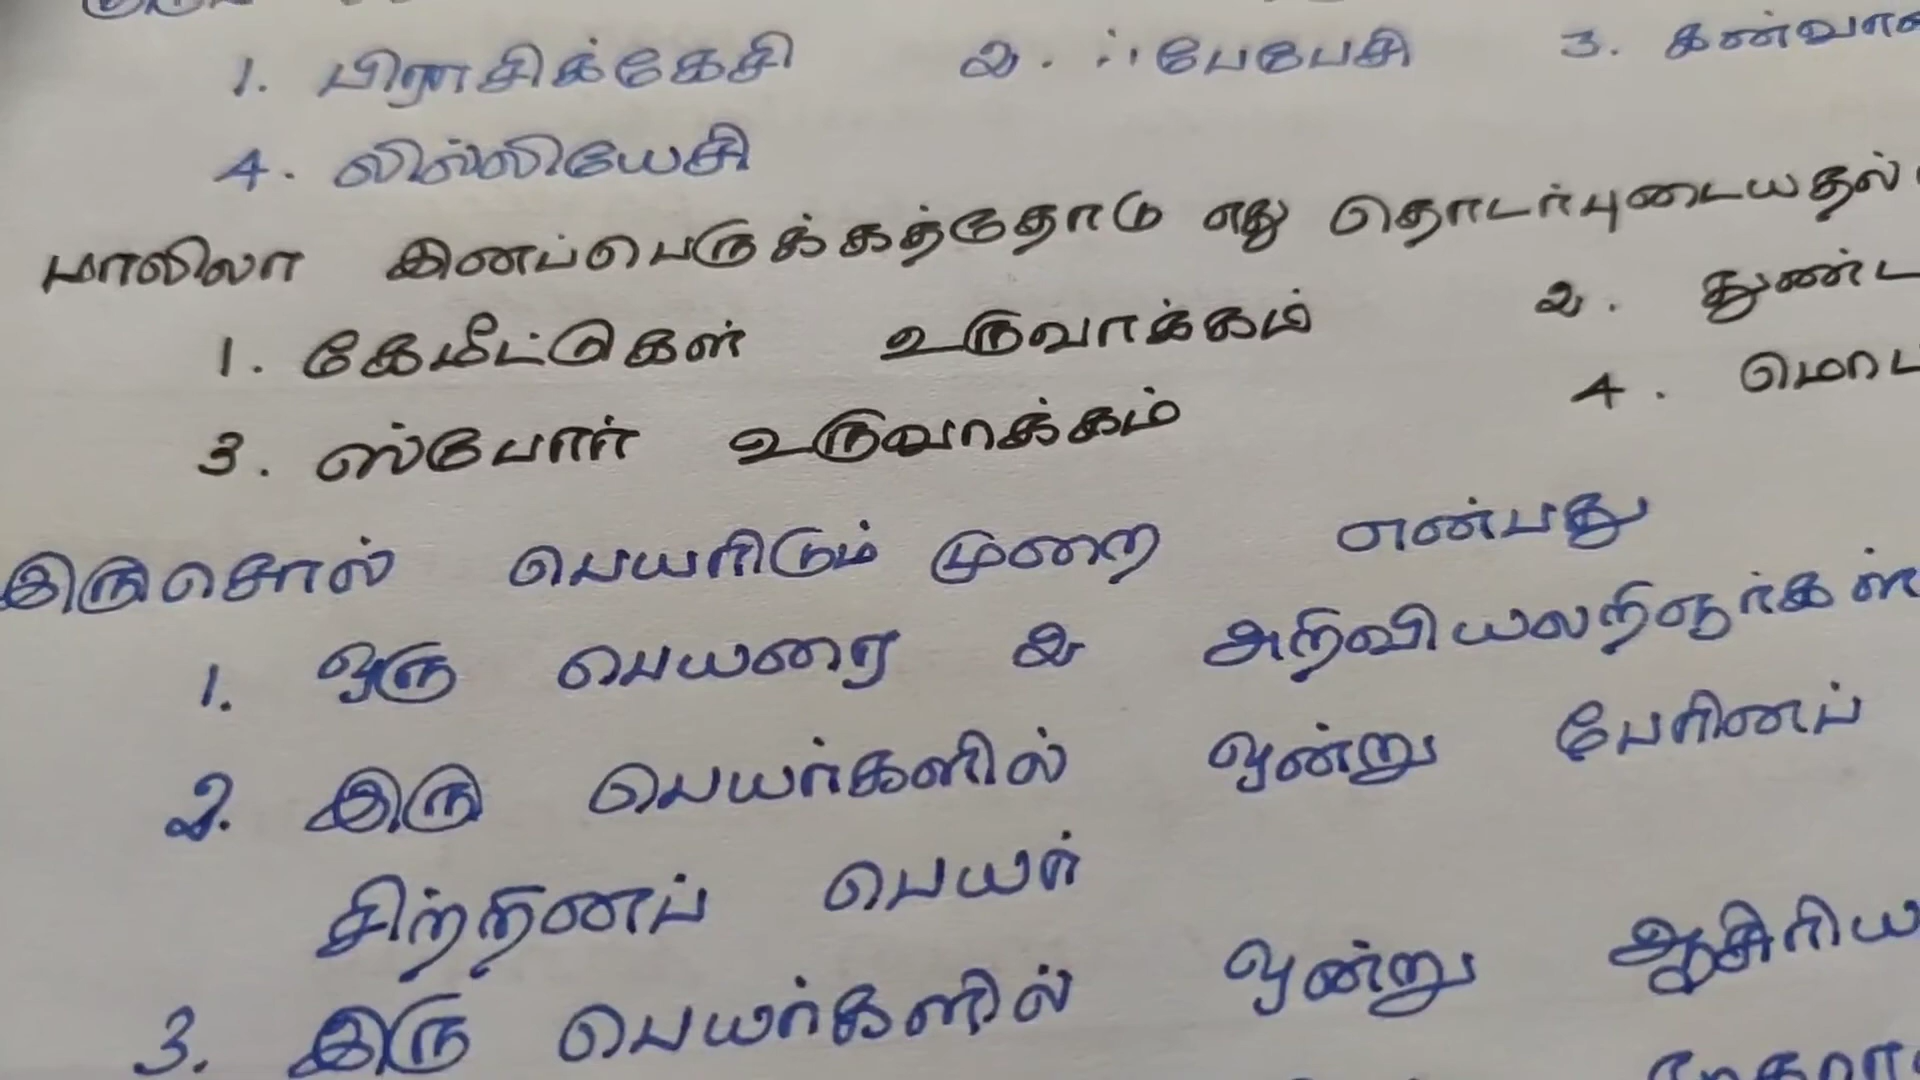 1. பிரசிக்கேசி 2. ஃபேபேசி 3. கன்வா
4. லில்லியேசி
பாலிலா இனப்பெருக்கத்தோடு எது தொடர்புடையதல்
1. கேமீட்டுகள் உருவாக்கம் 2. துண்ட
3. ஸ்போர் உருவாக்கம் 4. மொட
இருசொல் பெயரிடும் முறை என்பது
1. ஒரு பெயரை 2 அறிவியலறிஞர்கள்
2. இரு பெயர்களில் ஒன்று பேரினப்
சிற்றினப் பெயர்
3. இரு பெயர்களில் ஒன்று ஆசிரிய